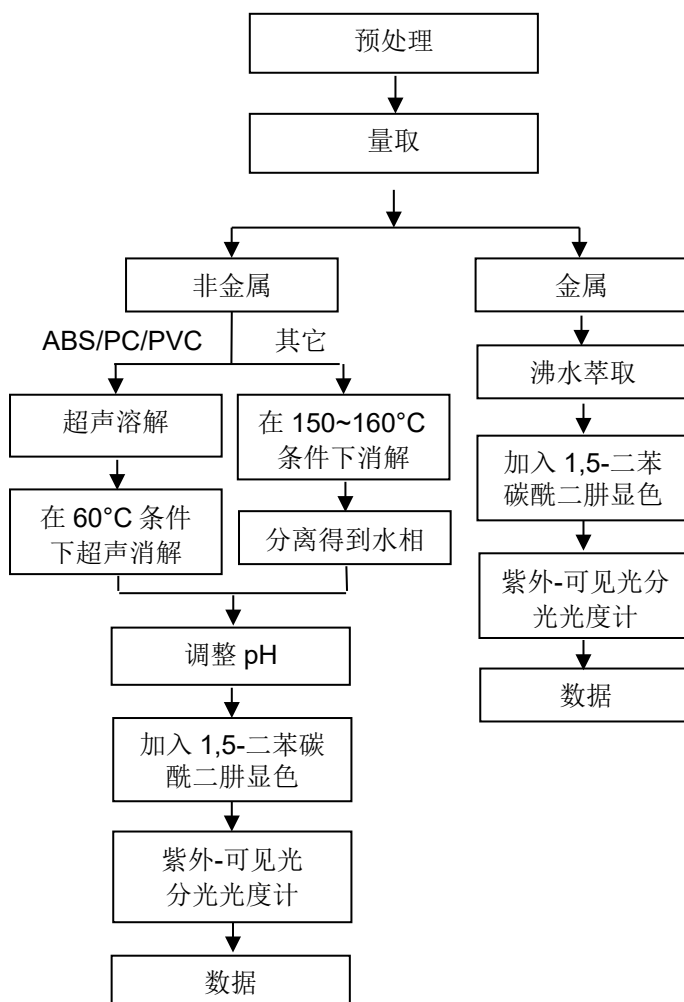 预处理
量取
非金属
金属
ABS/PC/PVC
其它
沸水萃取
超声溶解
在 150~160°C
条件下消解
加入 1,5-二苯
碳酰二肼显色
在 60°C 条件
下超声消解
分离得到水相
紫外-可见光分
光光度计
调整 pH
数据
加入 1,5-二苯碳
酰二肼显色
紫外-可见光
分光光度计
数据